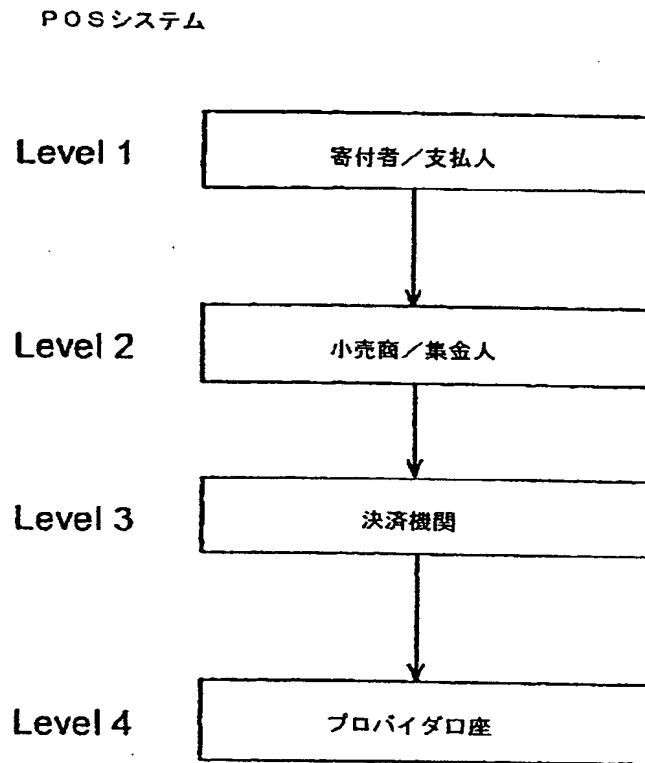 POSシステム
Level 1
寄付者／支払人
Level 2
小売商／集金人
Level 3
決済機関
Level 4
プロバイダ口座